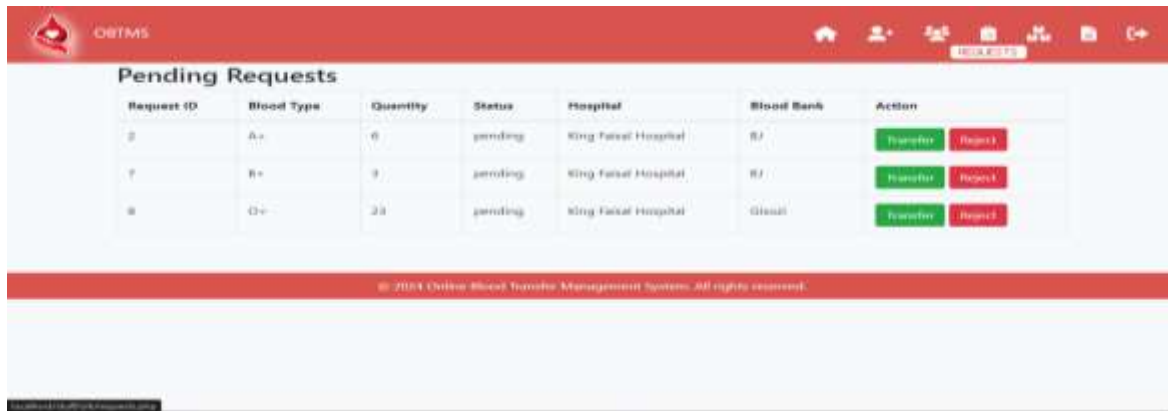 OBTMS
REQUESTS
Pending Requests
Request ID Blood Type Quantity Status Hospital Blood Bank Action
2 A+ 6 pending King Faisal Hospital Transfer Reject
7 B+ 3 pending King Faisal Hospital Transfer Reject
8 O+ 23 pending King Faisal Hospital Gisozi Transfer Reject
© 2024 Online Blood Transfer Management System. All rights reserved.